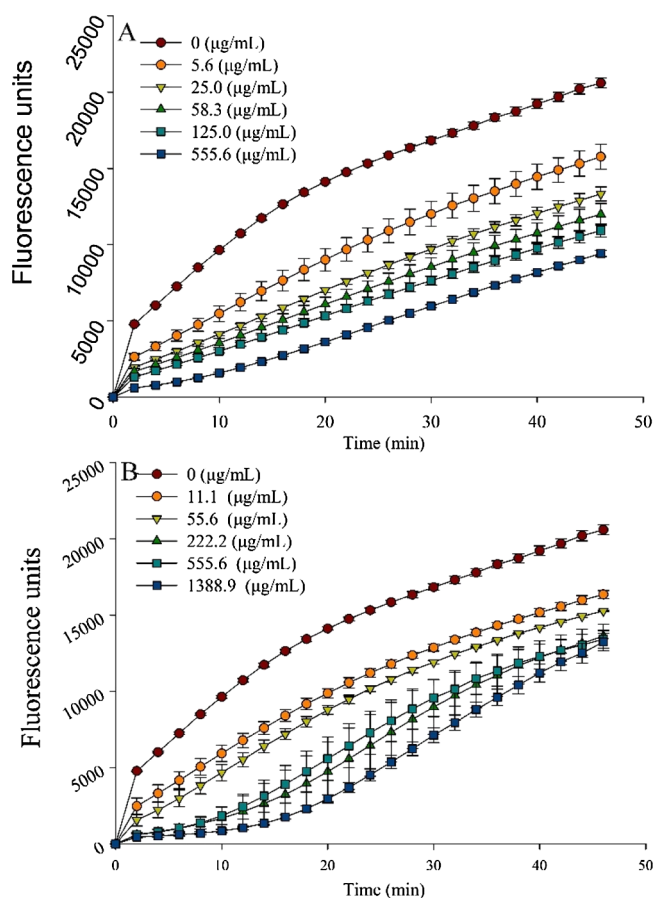 A
0 (µg/mL)
5.6 (µg/mL)
25.0 (µg/mL)
58.3 (µg/mL)
125.0 (µg/mL)
555.6 (µg/mL)
Fluorescence units
25000
20000
15000
10000
5000
0
0 10 20 30 40 50
Time (min)
B
0 (µg/mL)
11.1 (µg/mL)
55.6 (µg/mL)
222.2 (µg/mL)
555.6 (µg/mL)
1388.9 (µg/mL)
Fluorescence units
25000
20000
15000
10000
5000
0
0 10 20 30 40 50
Time (min)